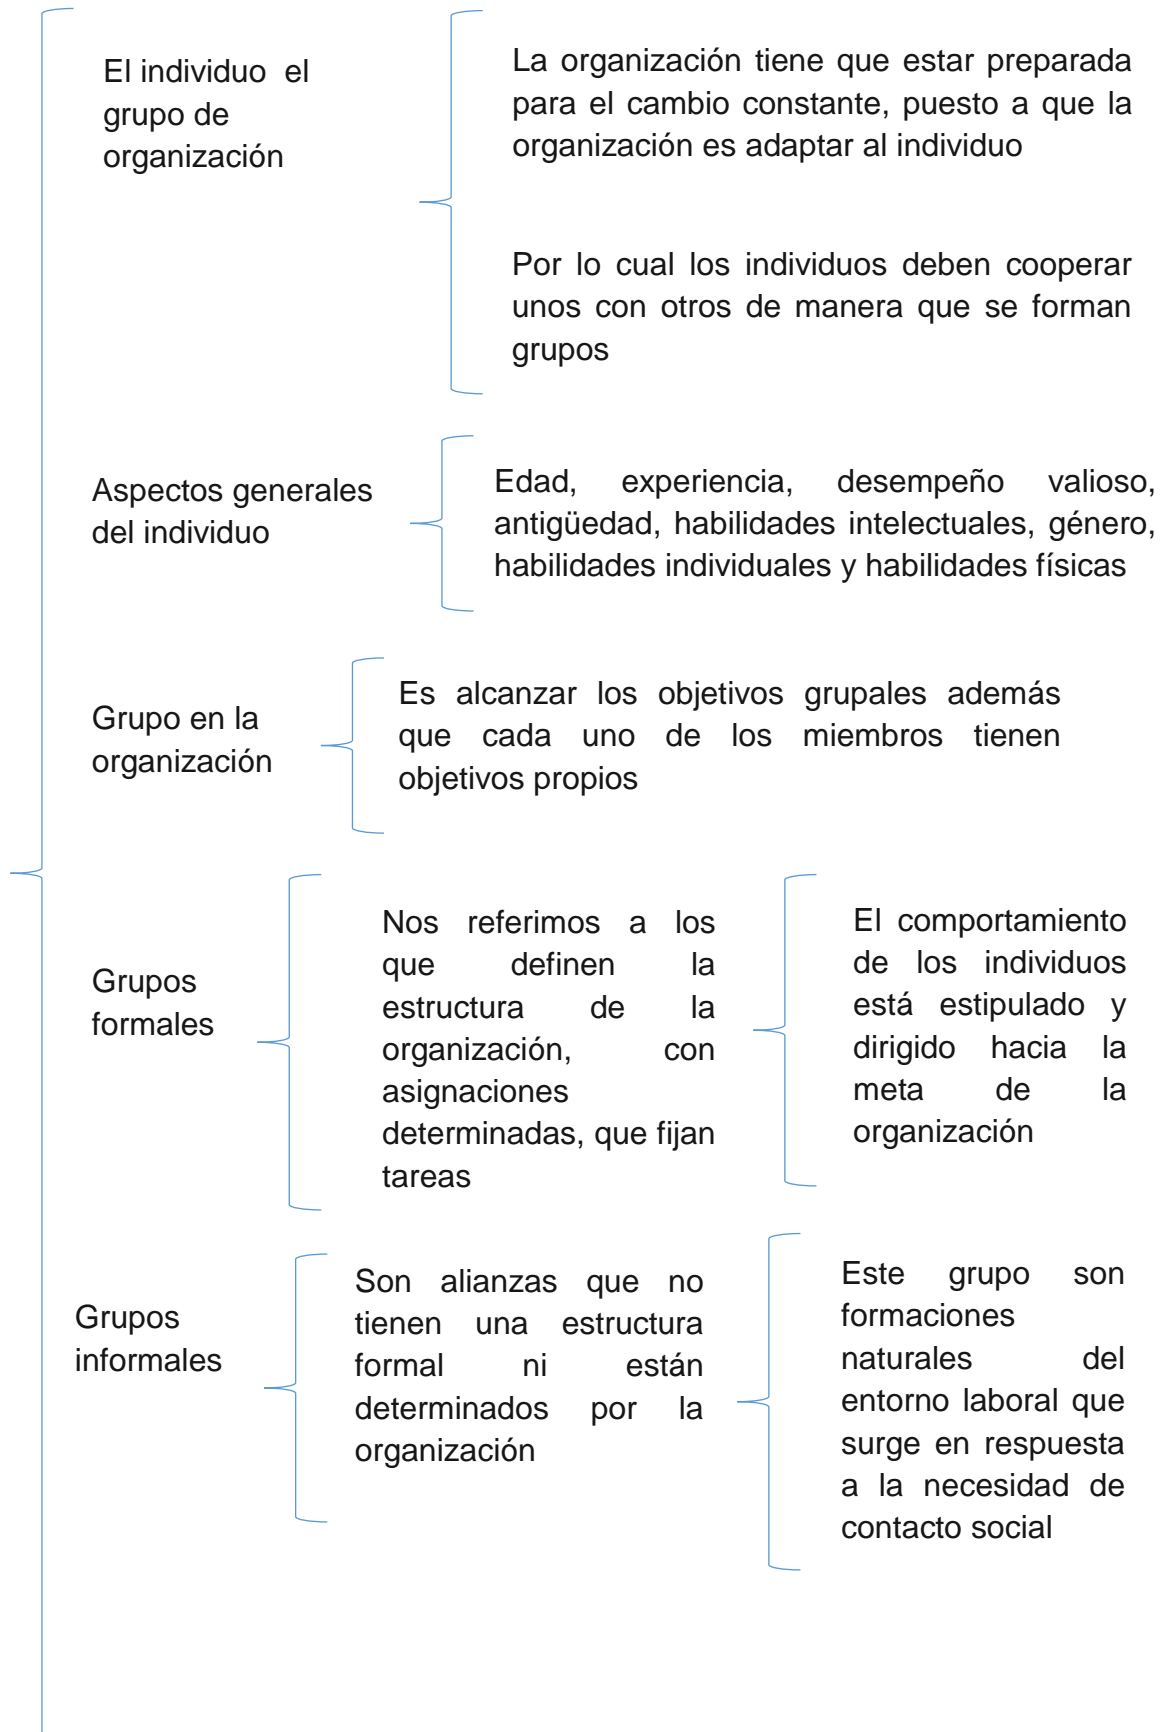 El individuo  el
grupo de
organización
La organización tiene que estar preparada
para el cambio constante, puesto a que la
organización es adaptar al individuo
Por lo cual los individuos deben cooperar
unos con otros de manera que se forman
grupos
Aspectos generales
del individuo
Edad, experiencia, desempeño valioso,
antigüedad, habilidades intelectuales, género,
habilidades individuales y habilidades físicas
Grupo en la
organización
Es alcanzar los objetivos grupales además
que cada uno de los miembros tienen
objetivos propios
Grupos
formales
Nos referimos a los
que definen la
estructura de la
organización, con
asignaciones
determinadas, que fijan
tareas
El comportamiento
de los individuos
está estipulado y
dirigido hacia la
meta de la
organización
Grupos
informales
Son alianzas que no
tienen una estructura
formal ni están
determinados por la
organización
Este grupo son
formaciones
naturales del
entorno laboral que
surge en respuesta
a la necesidad de
contacto social